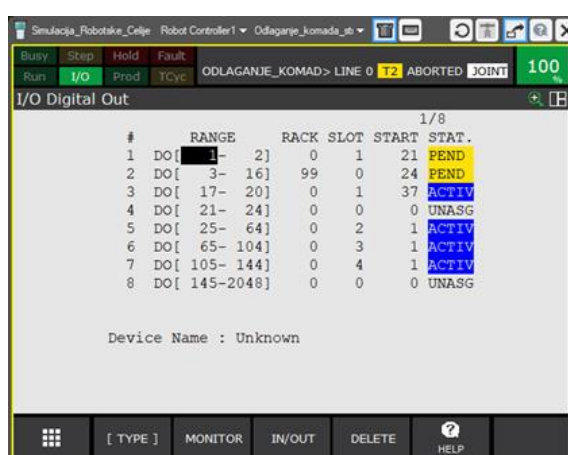 Simulacija_Robotske_Celije Robot Controller1 Odlaganje_komada_sti
Busy Step Hold Fault
Run I/O Prod TCyc
ODLAGANJE_KOMAD> LINE 0 T2 ABORTED JOINT
100 %
I/O Digital Out
1/8
# RANGE RACK SLOT START STAT.
1 DO[ 1- 2] 0 1 21 PEND
2 DO[ 3- 16] 99 0 24 PEND
3 DO[ 17- 20] 0 1 37 ACTIV
4 DO[ 21- 24] 0 0 0 UNASG
5 DO[ 25- 64] 0 2 1 ACTIV
6 DO[ 65- 104] 0 3 1 ACTIV
7 DO[ 105- 144] 0 4 1 ACTIV
8 DO[ 145-2048] 0 0 0 UNASG
Device Name : Unknown
[ TYPE ] MONITOR IN/OUT DELETE HELP